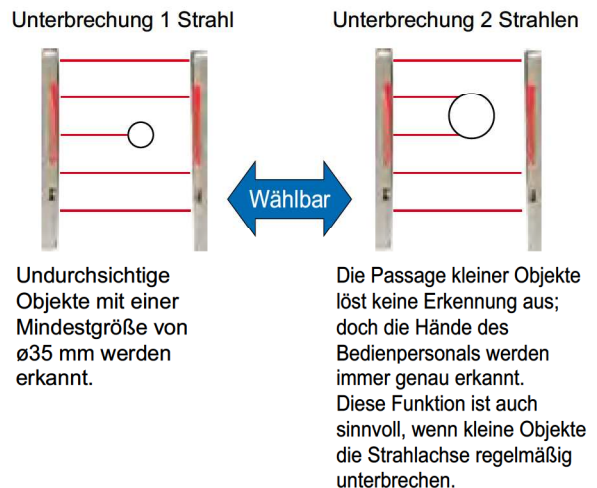 Unterbrechung 1 Strahl
Unterbrechung 2 Strahlen
Wählbar
Undurchsichtige
Objekte mit einer
Mindestgröße von
ø35 mm werden
erkannt.
Die Passage kleiner Objekte
löst keine Erkennung aus;
doch die Hände des
Bedienpersonals werden
immer genau erkannt.
Diese Funktion ist auch
sinnvoll, wenn kleine Objekte
die Strahlachse regelmäßig
unterbrechen.